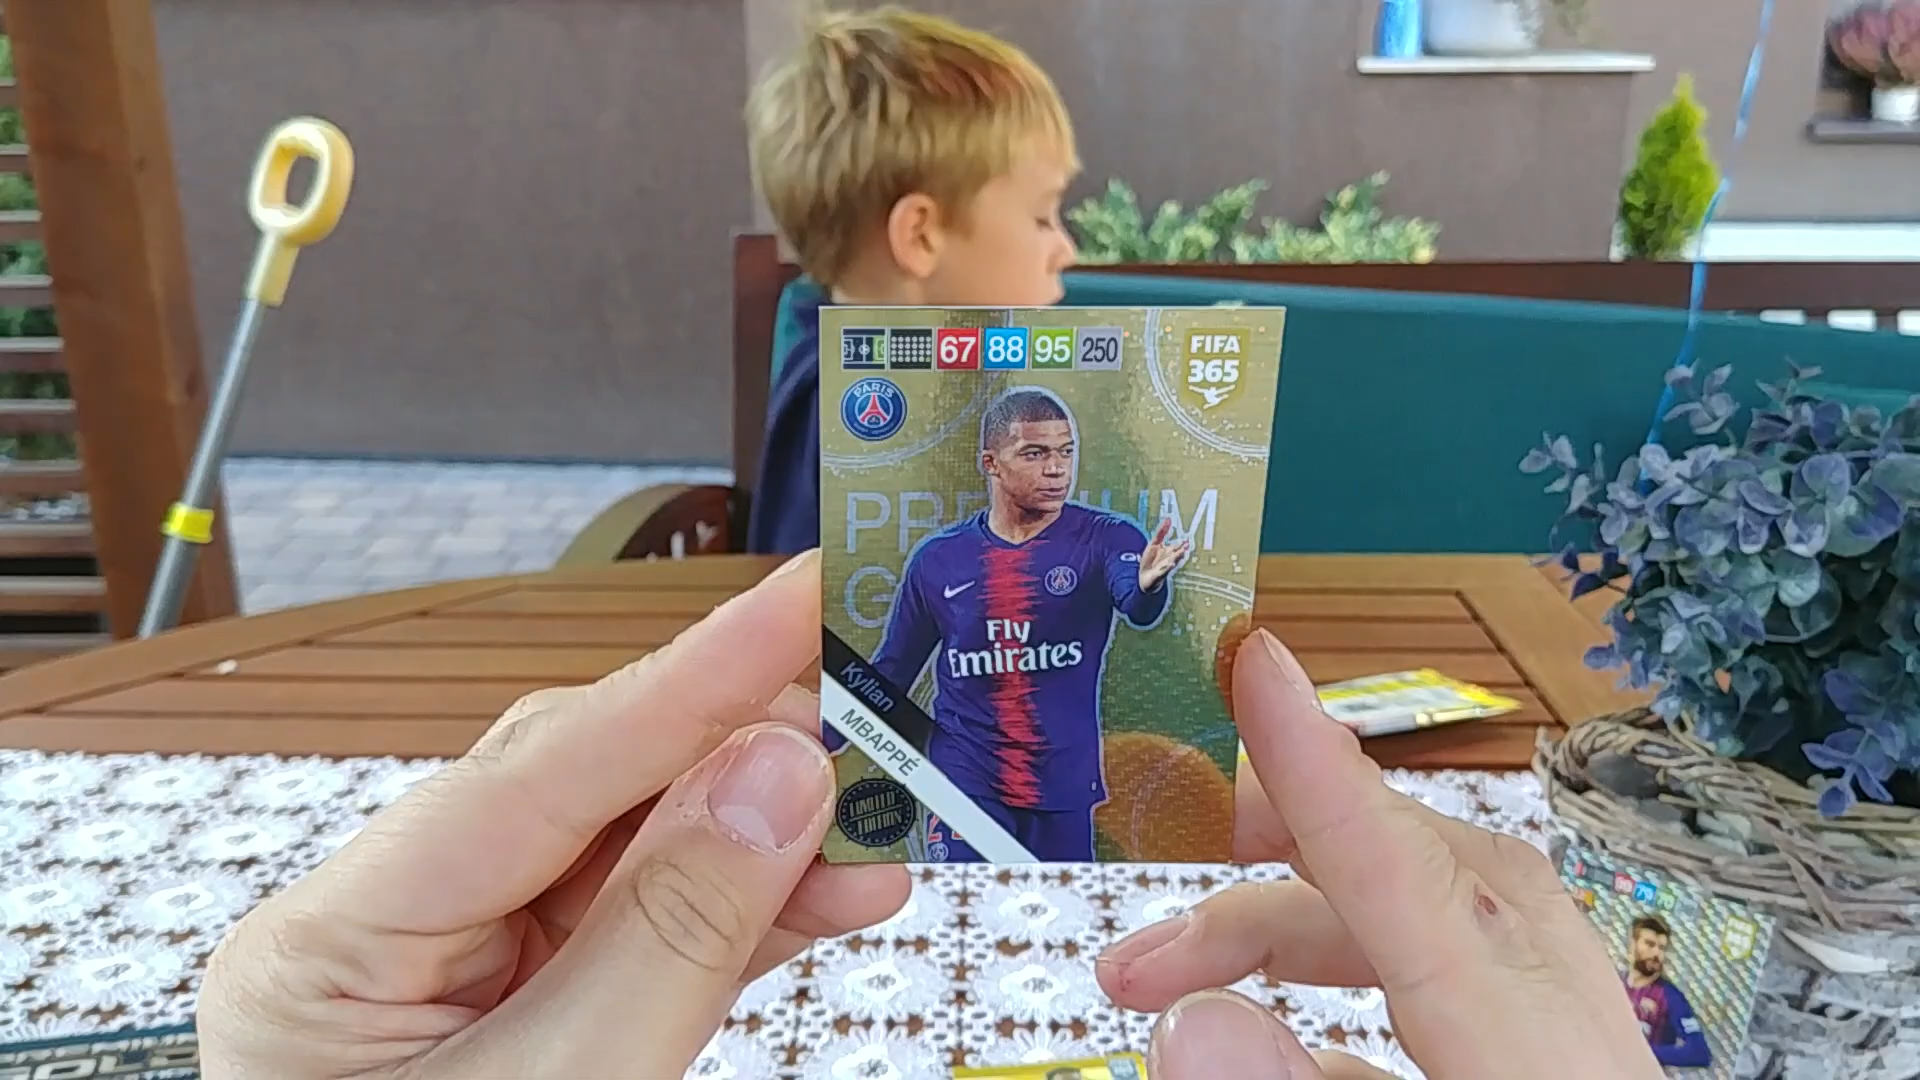 67 88 95 250
FIFA
365
PARIS
PREMIUM
G
Fly
Emirates
Kylian
MBAPPÉ
LIMITED
EDITION